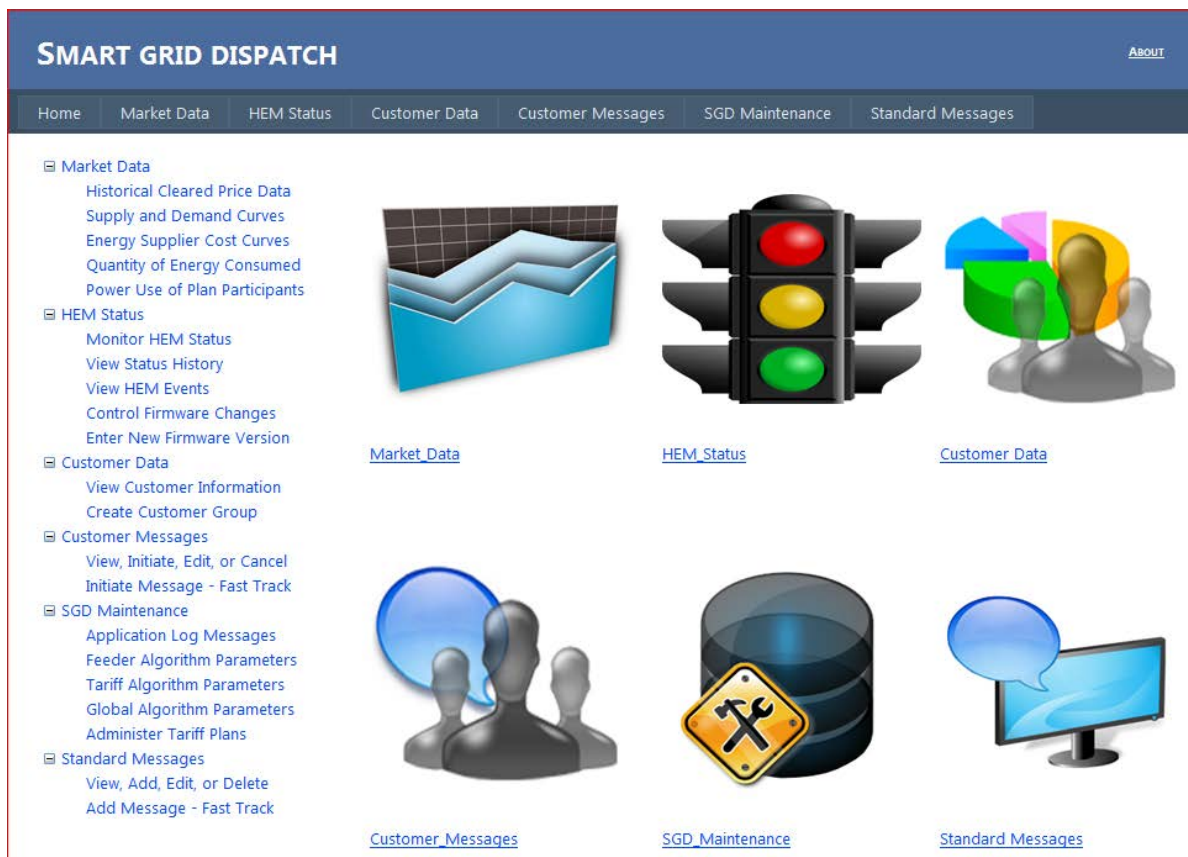 SMART GRID DISPATCH
ABOUT
Home Market Data HEM Status Customer Data Customer Messages SGD Maintenance Standard Messages
Market Data
Historical Cleared Price Data
Supply and Demand Curves
Energy Supplier Cost Curves
Quantity of Energy Consumed
Power Use of Plan Participants
HEM Status
Monitor HEM Status
View Status History
View HEM Events
Control Firmware Changes
Enter New Firmware Version
Customer Data
View Customer Information
Create Customer Group
Customer Messages
View, Initiate, Edit, or Cancel
Initiate Message - Fast Track
SGD Maintenance
Application Log Messages
Feeder Algorithm Parameters
Tariff Algorithm Parameters
Global Algorithm Parameters
Administer Tariff Plans
Standard Messages
View, Add, Edit, or Delete
Add Message - Fast Track
Market_Data HEM_Status Customer Data
Customer_Messages SGD_Maintenance Standard Messages